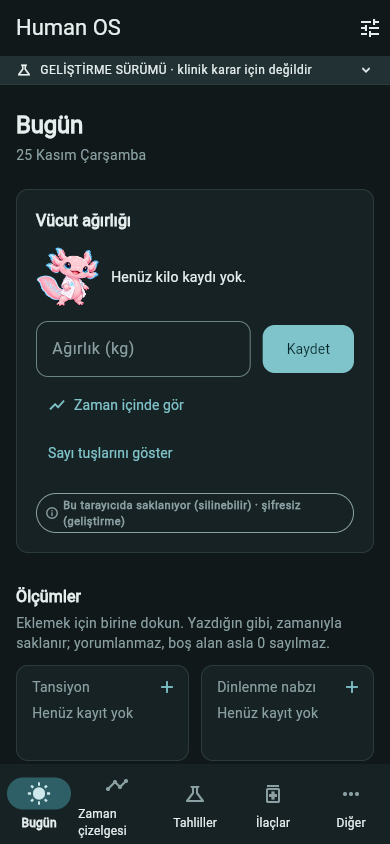 Human OS
GELİŞTİRME SÜRÜMÜ · klinik karar için değildir
Bugün
25 Kasım Çarşamba
Vücut ağırlığı
Henüz kilo kaydı yok.
Ağırlık (kg)
Kaydet
Zaman içinde gör
Sayı tuşlarını göster
Bu tarayıcıda saklanıyor (silinebilir) · şifresiz
(geliştirme)
Ölçümler
Eklemek için birine dokun. Yazdığın gibi, zamanıyla
saklanır; yorumlanmaz, boş alan asla 0 sayılmaz.
Tansiyon
Henüz kayıt yok
Dinlenme nabzı
Henüz kayıt yok
Bugün
Zaman
çizelgesi
Tahliller
İlaçlar
Diğer